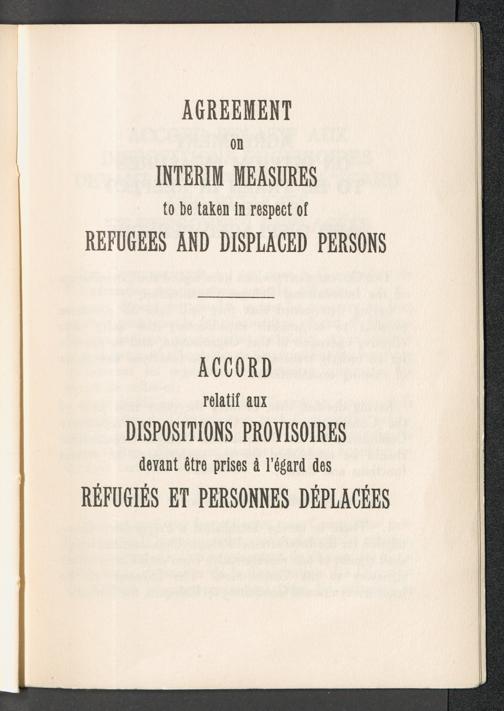 AGREEMENT
on
INTERIM MEASURES
to be taken in respect of
REFUGEES AND DISPLACED PERSONS
ACCORD
relatif aux
DISPOSITIONS PROVISOIRES
devant être prises à l'égard des
RÉFUGIÉS ET PERSONNES DÉPLACÉES